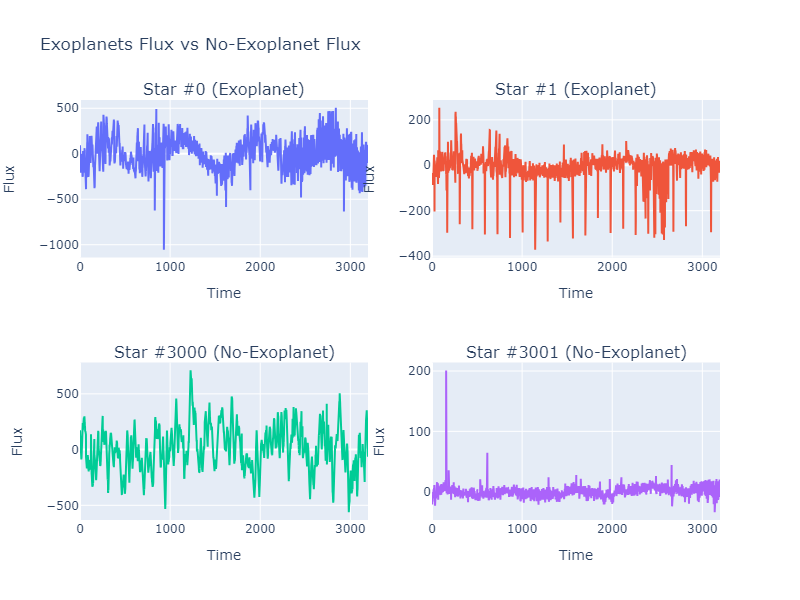 Exoplanets Flux vs No-Exoplanet Flux
Star #0 (Exoplanet)
500
0
−500
−1000
Flux
0 1000 2000 3000
Time
Star #1 (Exoplanet)
200
0
−200
−400
Flux
0 1000 2000 3000
Time
Star #3000 (No-Exoplanet)
500
0
−500
Flux
0 1000 2000 3000
Time
Star #3001 (No-Exoplanet)
200
100
0
Flux
0 1000 2000 3000
Time